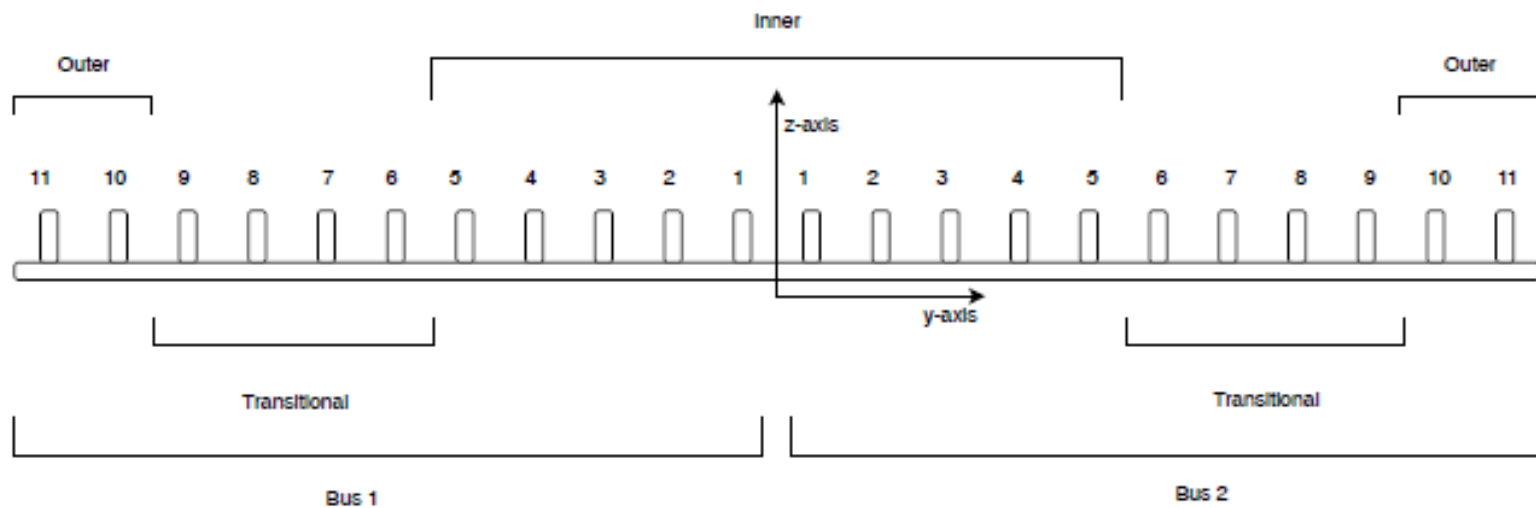 Inner
Outer
Outer
z-axis
11 10 9 8 7 6 5 4 3 2 1 1 2 3 4 5 6 7 8 9 10 11
y-axis
Transitional
Transitional
Bus 1
Bus 2